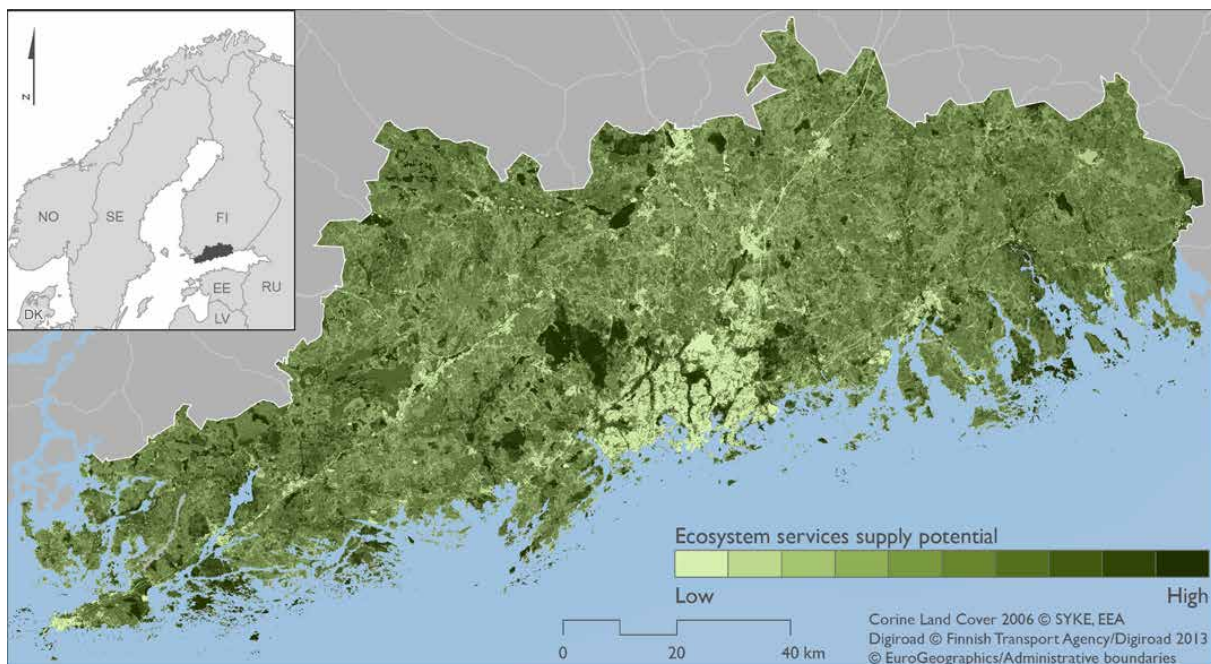 N
NO
SE
FI
RU
EE
DK
LV
Ecosystem services supply potential
Low
High
0
20
40 km
Corine Land Cover 2006 © SYKE, EEA
Digiroad © Finnish Transport Agency/Digiroad 2013
© EuroGeographics/Administrative boundaries